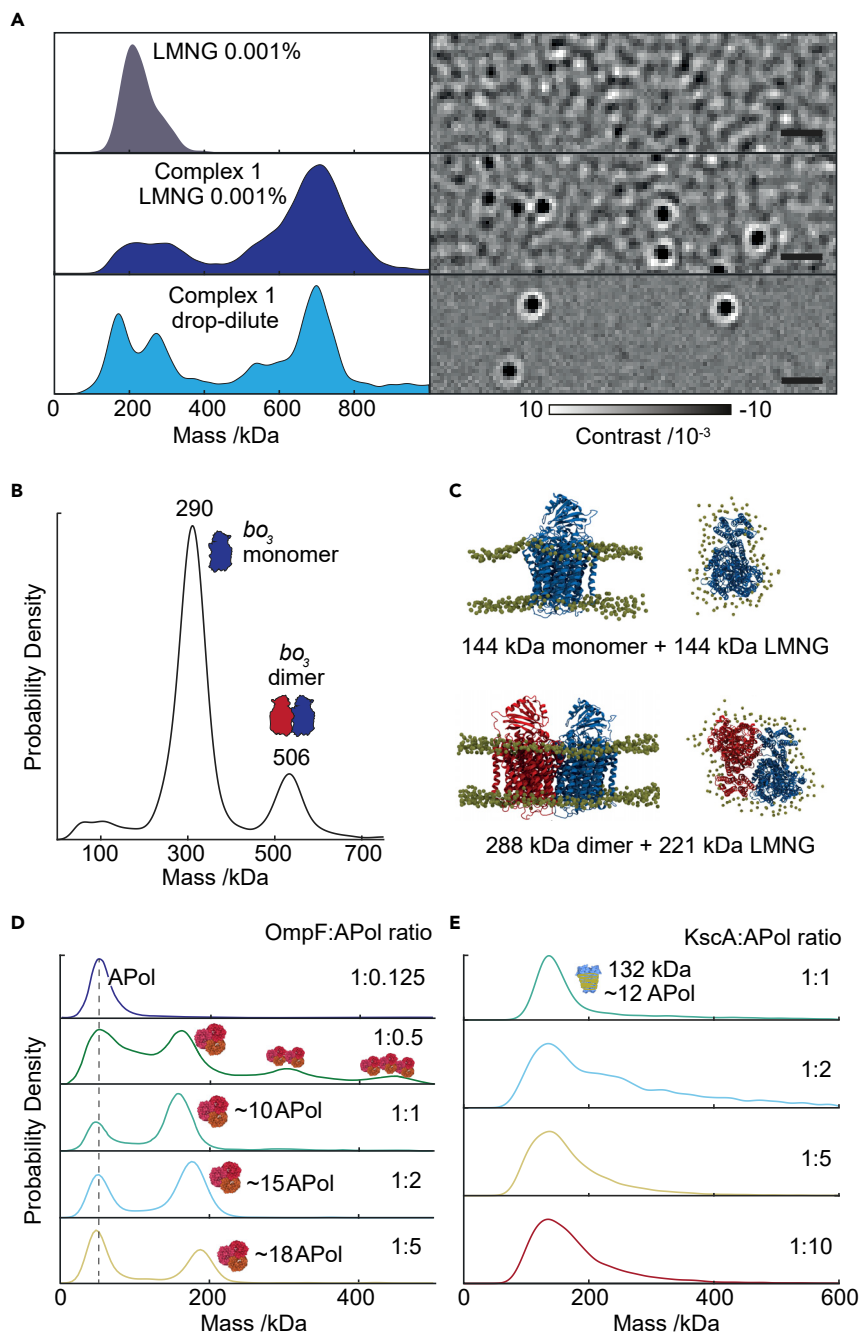 A
LMNG 0.001%
Complex 1
LMNG 0.001%
Complex 1
drop-dilute
0 200 400 600 800
Mass /kDa
10 -10
Contrast /10-3
B
Probability Density
290
bo3
monomer
bo3
dimer
506
100 300 500 700
Mass /kDa
C
144 kDa monomer + 144 kDa LMNG
288 kDa dimer + 221 kDa LMNG
D
OmpF:APol ratio
APol
1:0.125
1:0.5
~10APol
1:1
~15APol
1:2
~18APol
1:5
Probability Density
0 200 400
Mass /kDa
E
KscA:APol ratio
132 kDa
~12 APol
1:1
1:2
1:5
1:10
0 200 400 600
Mass /kDa